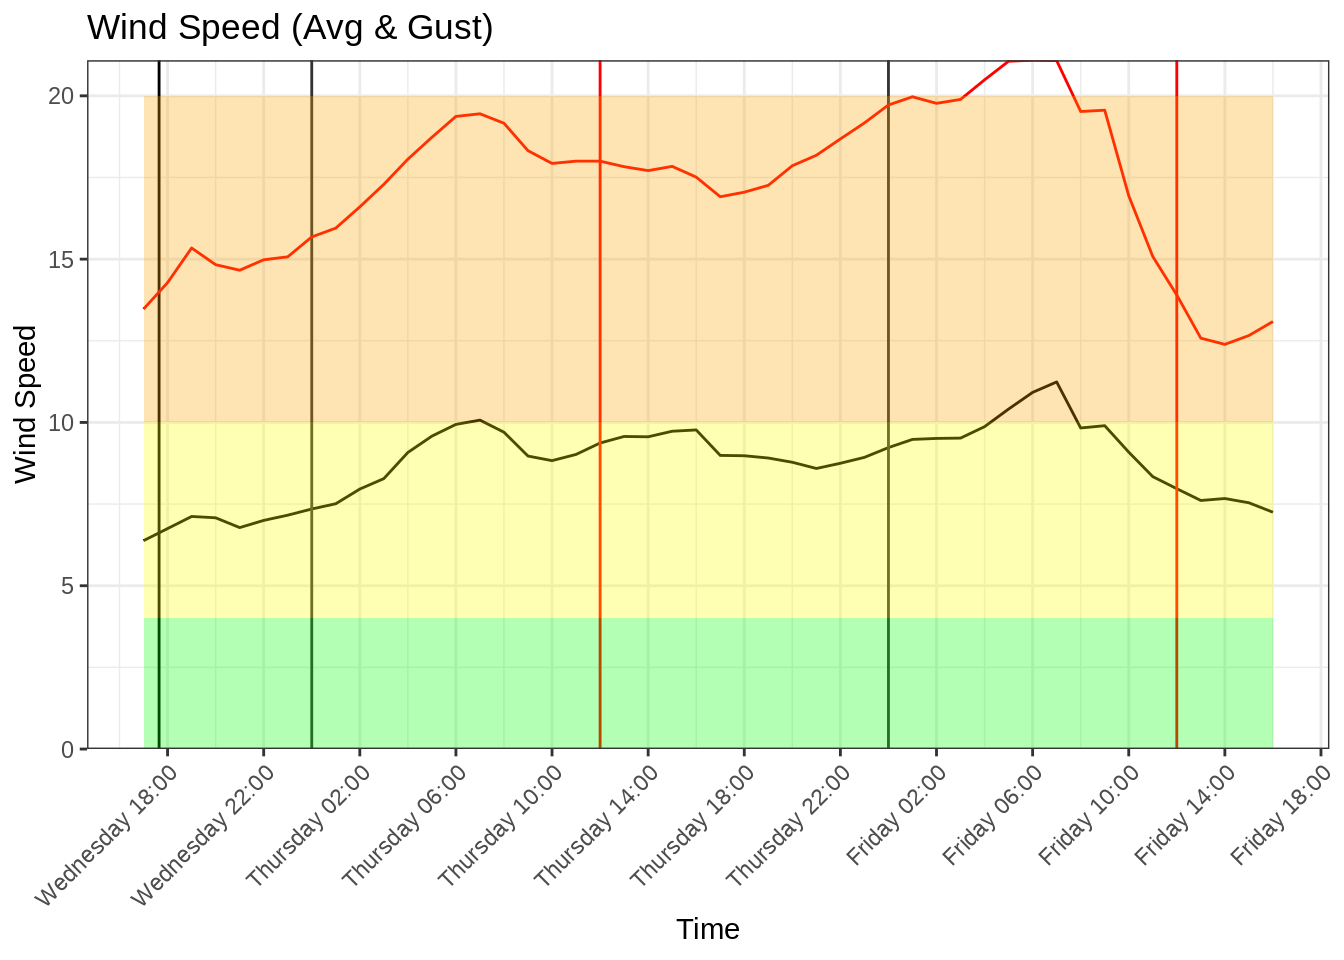 Wind Speed (Avg & Gust)
20
15
10
5
0
Wind Speed
Wednesday 18:00
Wednesday 22:00
Thursday 02:00
Thursday 06:00
Thursday 10:00
Thursday 14:00
Thursday 18:00
Thursday 22:00
Friday 02:00
Friday 06:00
Friday 10:00
Friday 14:00
Friday 18:00
Time